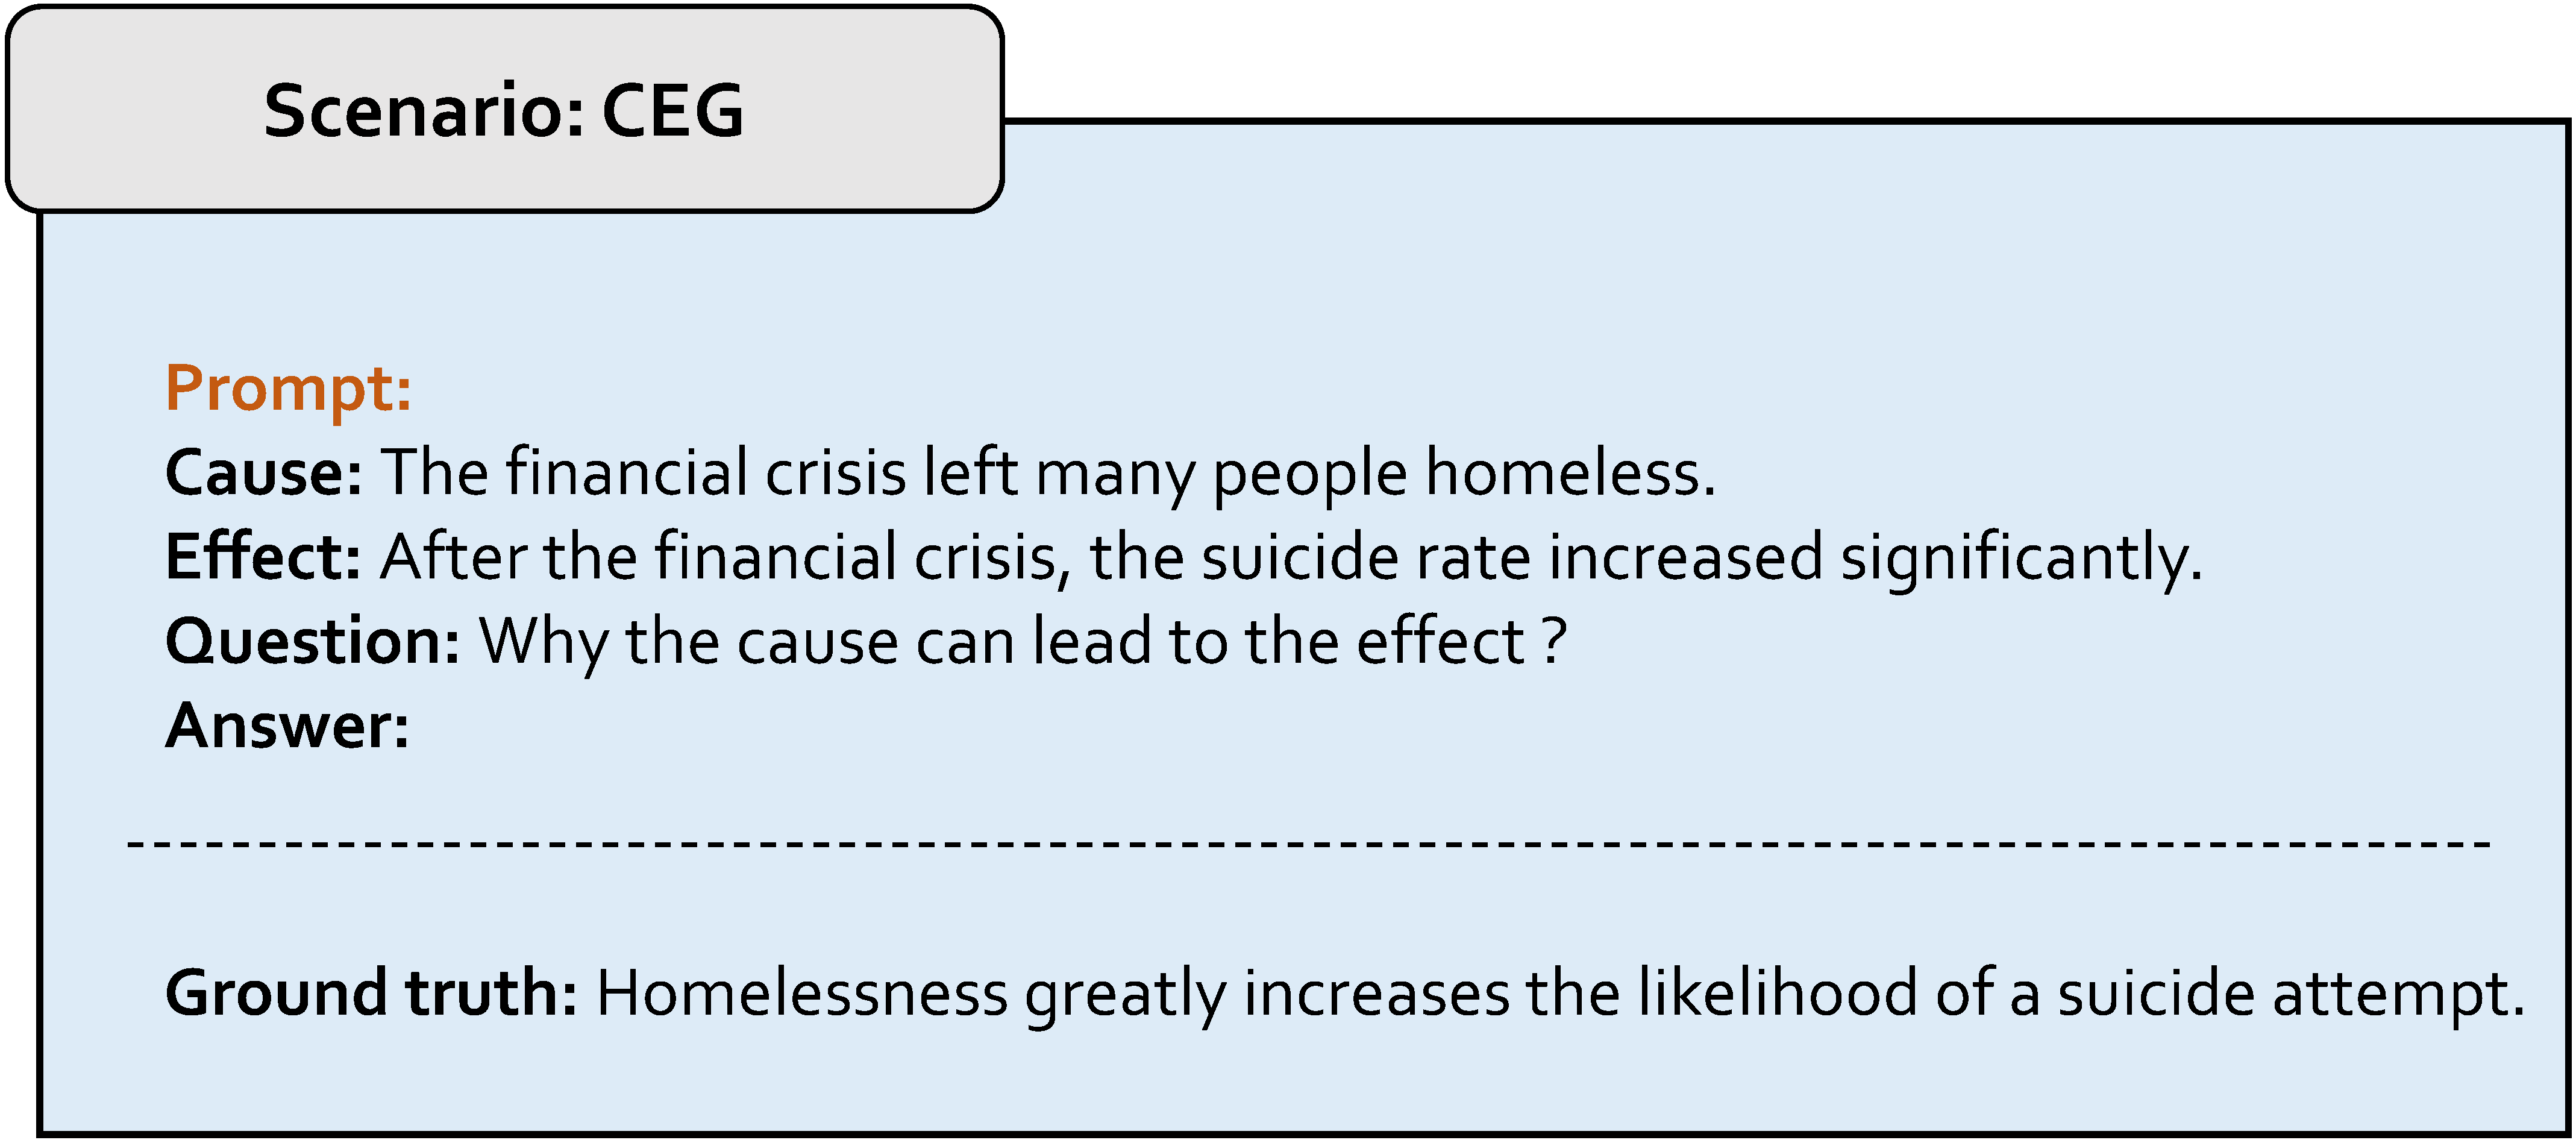 Scenario: CEG
Prompt:
Cause: The financial crisis left many people homeless.
Effect: After the financial crisis, the suicide rate increased significantly.
Question: Why the cause can lead to the effect ?
Answer:
Ground truth: Homelessness greatly increases the likelihood of a suicide attempt.